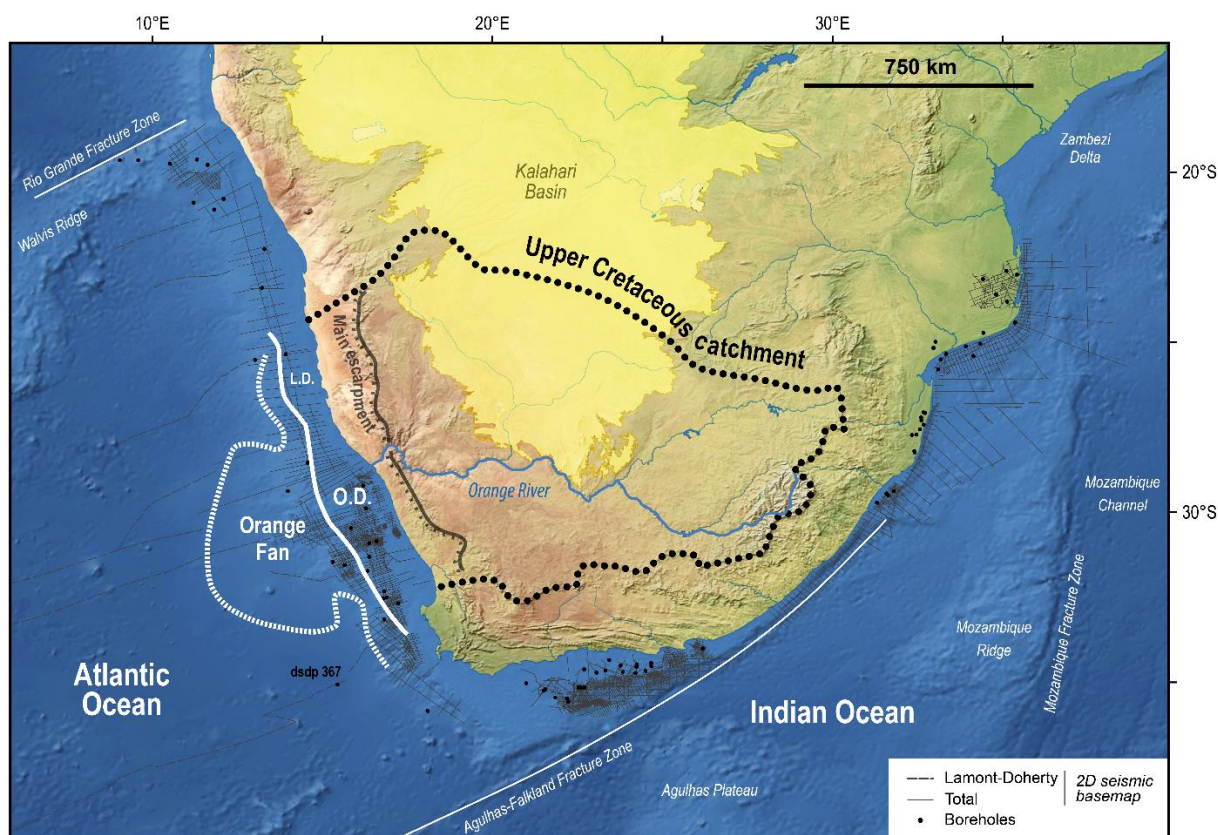 10°E
20°E
30°E
750 km
Rio Grande Fracture Zone
Zambezi
Delta
Kalahari
Basin
20°S
Walvis Ridge
Upper Cretaceous catchment
Main escarpment
L.D.
Orange River
O.D.
Orange
Fan
Mozambique
Channel
30°S
Mozambique
Ridge
Mozambique Fracture Zone
dsdp 367
Atlantic
Ocean
Indian Ocean
Agulhas-Falkland Fracture Zone
Agulhas Plateau
Lamont-Doherty
Total
2D seismic
basemap
Boreholes